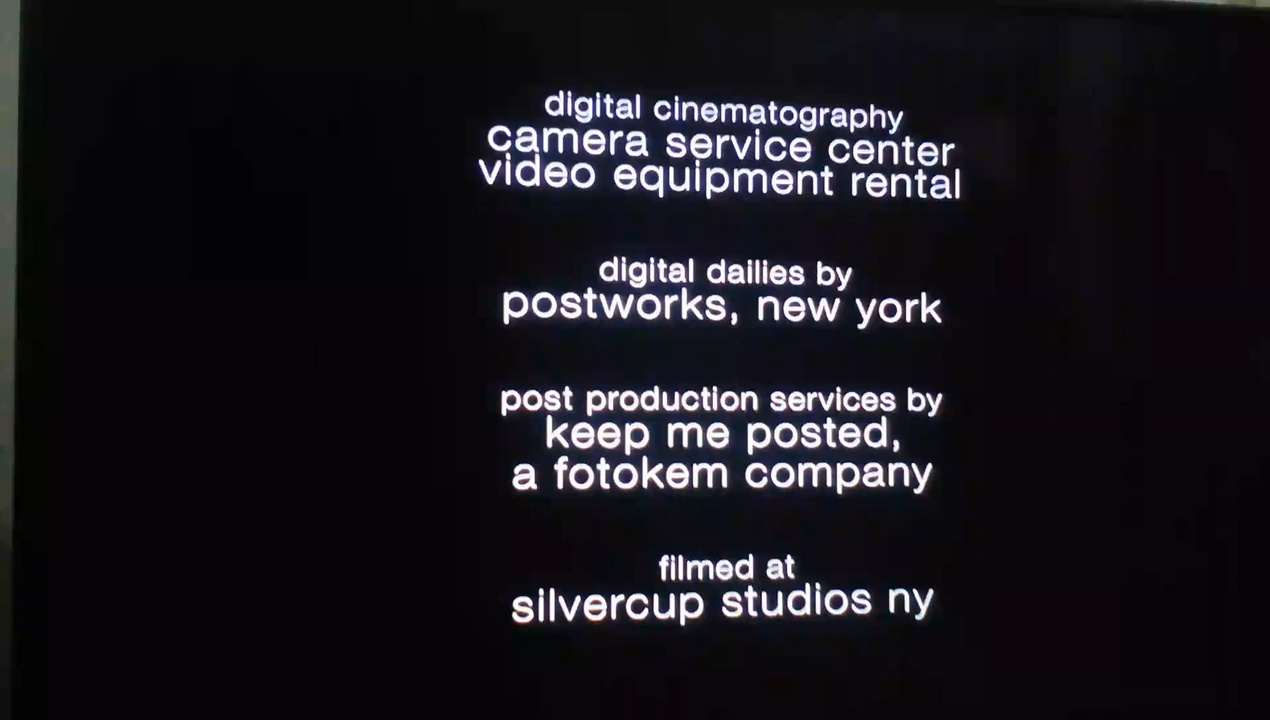 digital cinematography
camera service center
video equipment rental
digital dailies by
postworks, new york
post production services by
keep me posted,
a fotokem company
filmed at
silvercup studios ny